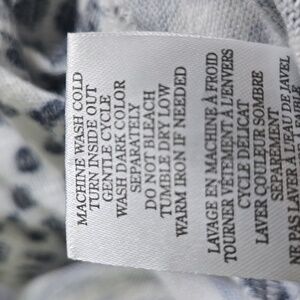 MACHINE WASH COLD
TURN INSIDE OUT
GENTLE CYCLE
WASH DARK COLOR
SEPARATELY
DO NOT BLEACH
TUMBLE DRY LOW
WARM IRON IF NEEDED
LAVAGE EN MACHINE À FROID
TOURNER VÊTEMENT À L'ENVERS
CYCLE DELICAT
LAVER COULEUR SOMBRE
SEPAREMENT
NE PAS LAVER À L'EAU DE JAVEL